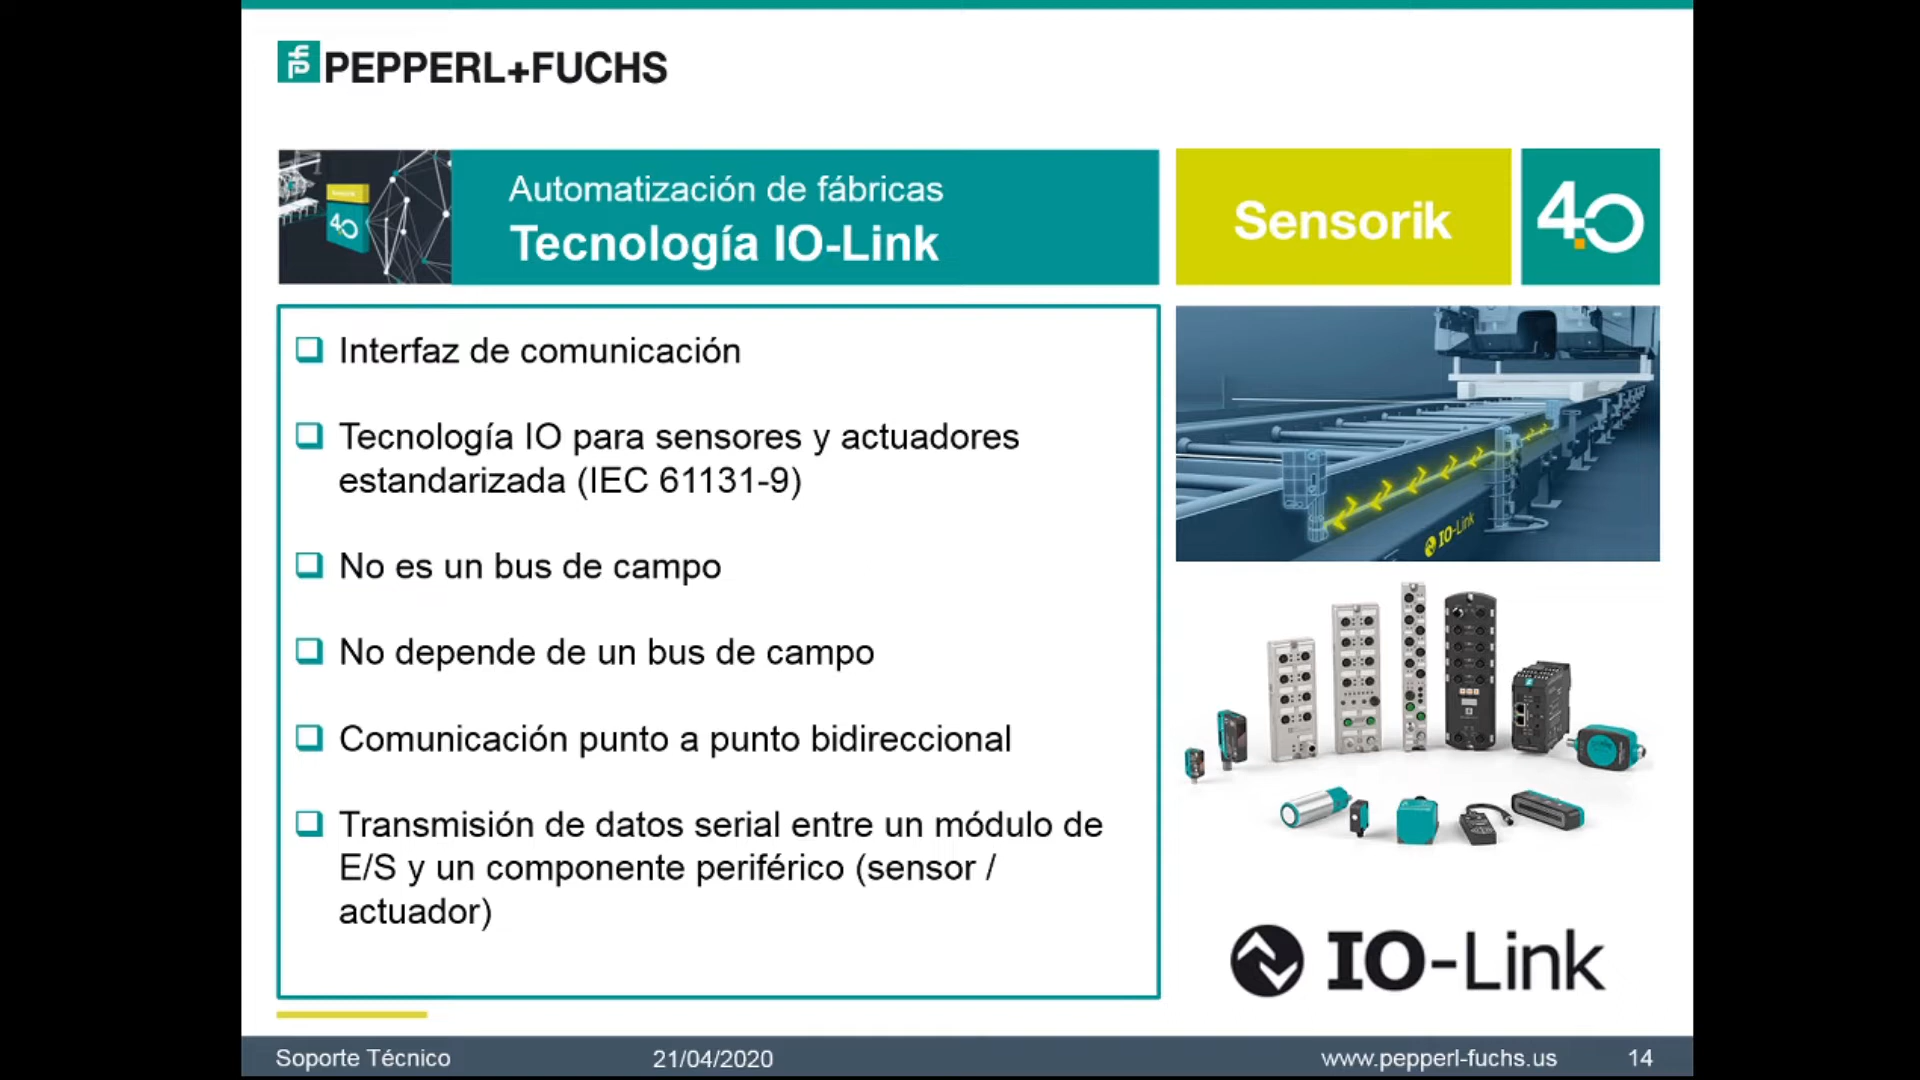 PEPPERL+FUCHS
Automatización de fábricas
Tecnología IO-Link
Sensorik
4.0
Interfaz de comunicación
Tecnología IO para sensores y actuadores
estandarizada (IEC 61131-9)
No es un bus de campo
No depende de un bus de campo
Comunicación punto a punto bidireccional
Transmisión de datos serial entre un módulo de
E/S y un componente periférico (sensor /
actuador)
IO-Link
IO-Link
Soporte Técnico
21/04/2020
www.pepperl-fuchs.us
14